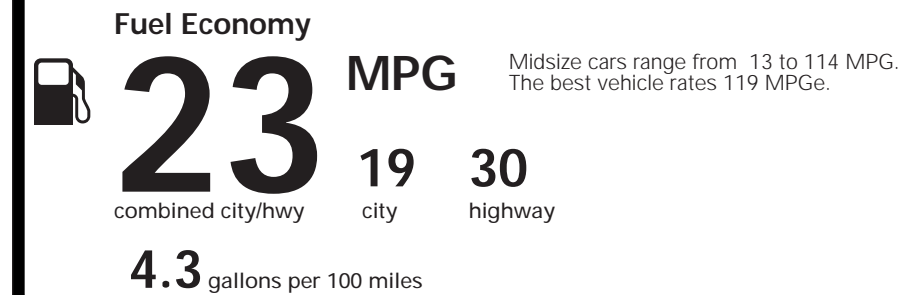 Fuel Economy
23 MPG
Midsize cars range from 13 to 114 MPG.
The best vehicle rates 119 MPGe.
19 30
combined city/hwy city highway
4.3 gallons per 100 miles